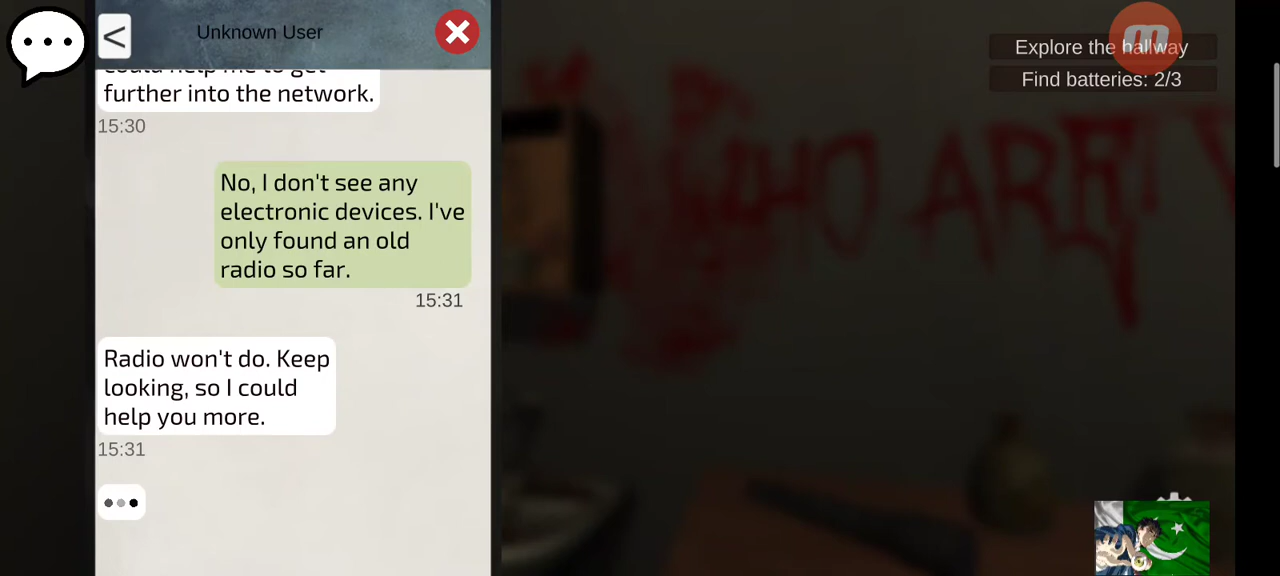 Unknown User
could help me to get
further into the network.
15:30
No, I don't see any
electronic devices. I've
only found an old
radio so far.
15:31
Radio won't do. Keep
looking, so I could
help you more.
15:31
Explore the hallway
Find batteries: 2/3
WHO ARE